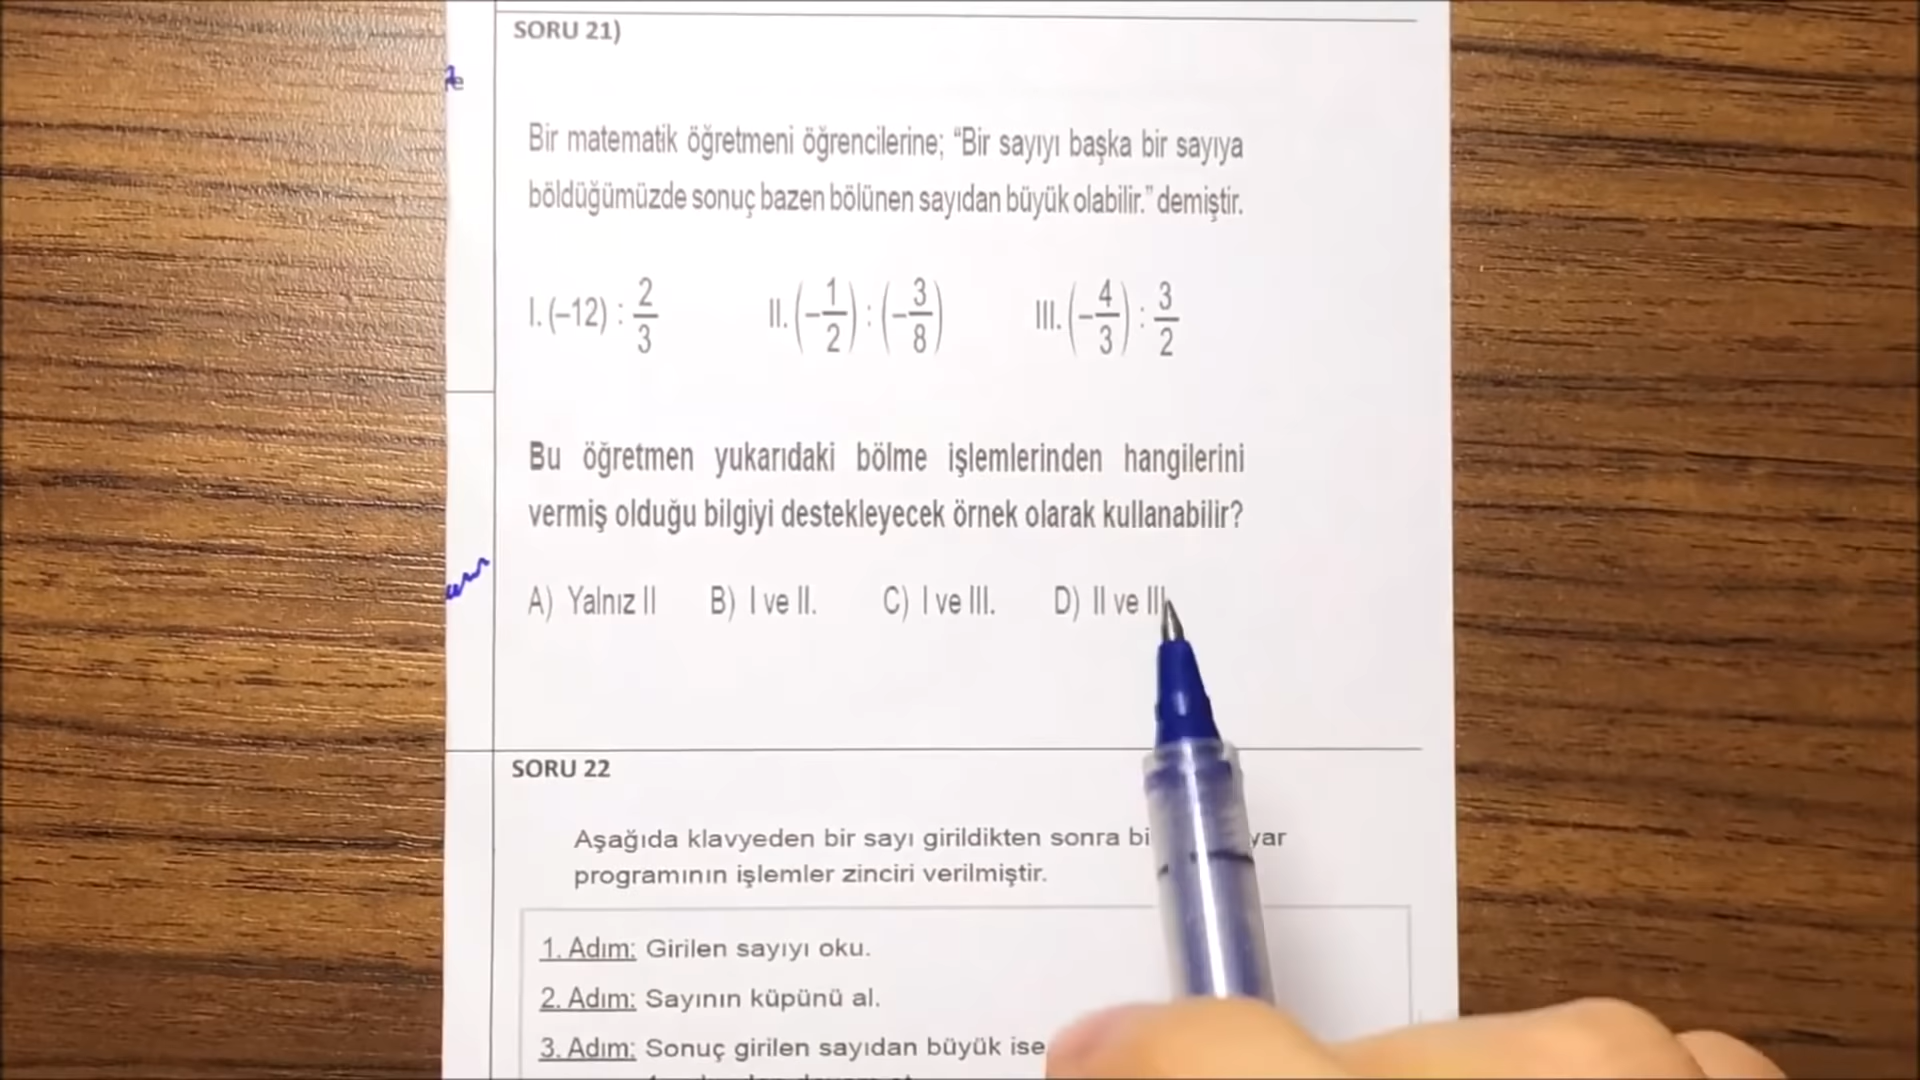 SORU 21)
Bir matematik öğretmeni öğrencilerine; “Bir sayıyı başka bir sayıya
böldüğümüzde sonuç bazen bölünen sayıdan büyük olabilir.” demiştir.
I. (–12) : 2/3 II. (–1/2) : (–3/8) III. (–4/3) : 3/2
Bu öğretmen yukarıdaki bölme işlemlerinden hangilerini
vermiş olduğu bilgiyi destekleyecek örnek olarak kullanabilir?
A) Yalnız II B) I ve II. C) I ve III. D) II ve III
SORU 22
Aşağıda klavyeden bir sayı girildikten sonra bi yar
programının işlemler zinciri verilmiştir.
1. Adım: Girilen sayıyı oku.
2. Adım: Sayının küpünü al.
3. Adım: Sonuç girilen sayıdan büyük ise